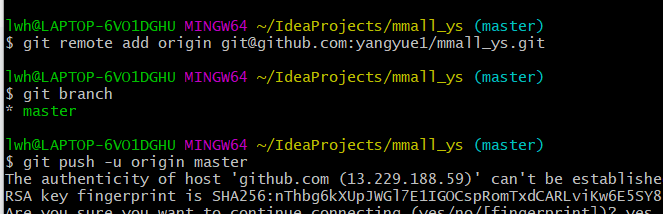 lwh@LAPTOP-6VO1DGHU MINGW64 ~/IdeaProjects/mmall_ys (master)
$ git remote add origin git@github.com:yangyue1/mmall_ys.git
lwh@LAPTOP-6VO1DGHU MINGW64 ~/IdeaProjects/mmall_ys (master)
$ git branch
* master
lwh@LAPTOP-6VO1DGHU MINGW64 ~/IdeaProjects/mmall_ys (master)
$ git push -u origin master
The authenticity of host 'github.com (13.229.188.59)' can't be establishe
RSA key fingerprint is SHA256:nThbg6kXUpJWGl7E1IGOCspRomTxdCARLviKw6E5SY8
Are you sure you want to continue connecting (yes/no/[fingerprint])? yes